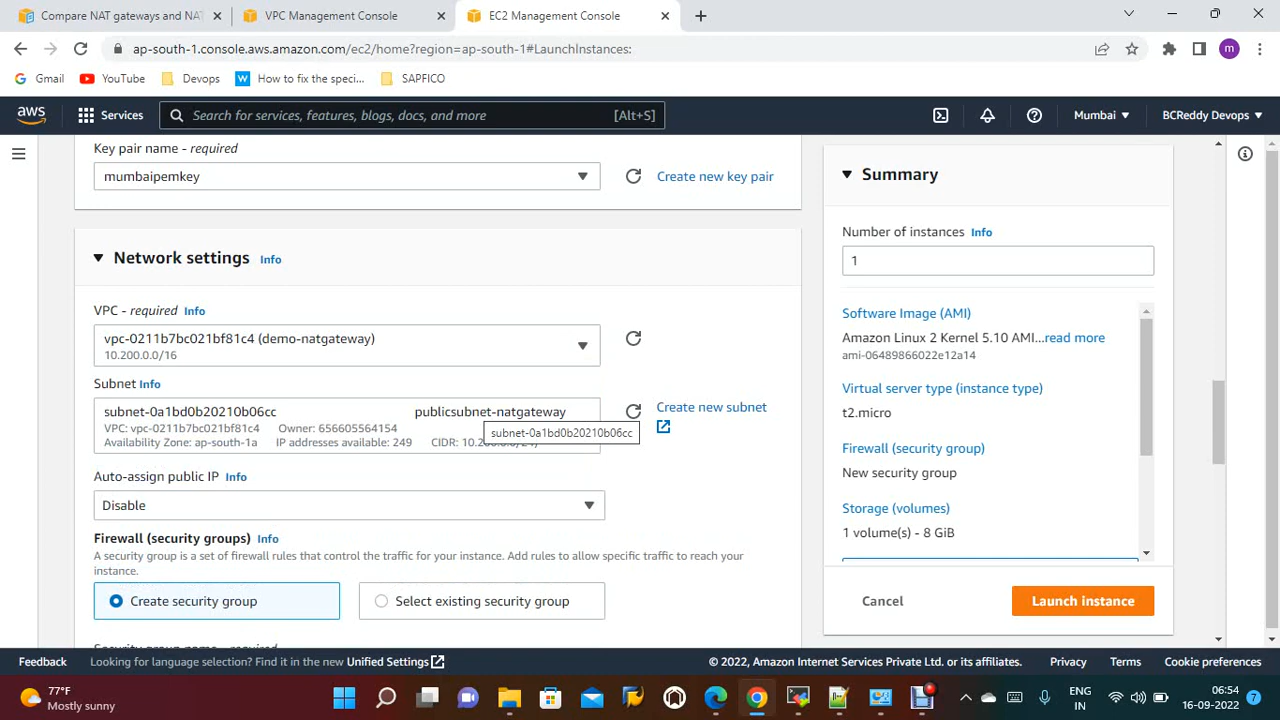 Compare NAT gateways and NAT
VPC Management Console
EC2 Management Console
ap-south-1.console.aws.amazon.com/ec2/home?region=ap-south-1#LaunchInstances:
m
Gmail
YouTube
Devops
How to fix the speci...
SAPFICO
aws
Services
Search for services, features, blogs, docs, and more
[Alt+S]
Mumbai
BCReddy Devops
Key pair name - required
mumbaipemkey
Create new key pair
Network settings Info
VPC - required Info
vpc-0211b7bc021bf81c4 (demo-natgateway)
10.200.0.0/16
Subnet Info
subnet-0a1bd0b20210b06cc publicsubnet-natgateway
VPC: vpc-0211b7bc021bf81c4 Owner: 656605564154
Availability Zone: ap-south-1a IP addresses available: 249 CIDR:
subnet-0a1bd0b20210b06cc
Create new subnet
Auto-assign public IP Info
Disable
Firewall (security groups) Info
A security group is a set of firewall rules that control the traffic for your instance. Add rules to allow specific traffic to reach your
instance.
Create security group
Select existing security group
Security group name - required
Summary
Number of instances Info
1
Software Image (AMI)
Amazon Linux 2 Kernel 5.10 AMI...read more
ami-06489866022e12a14
Virtual server type (instance type)
t2.micro
Firewall (security group)
New security group
Storage (volumes)
1 volume(s) - 8 GiB
Cancel
Launch instance
Feedback
Looking for language selection? Find it in the new Unified Settings
© 2022, Amazon Internet Services Private Ltd. or its affiliates.
Privacy
Terms
Cookie preferences
77°F
Mostly sunny
ENG
IN
06:54
16-09-2022
7